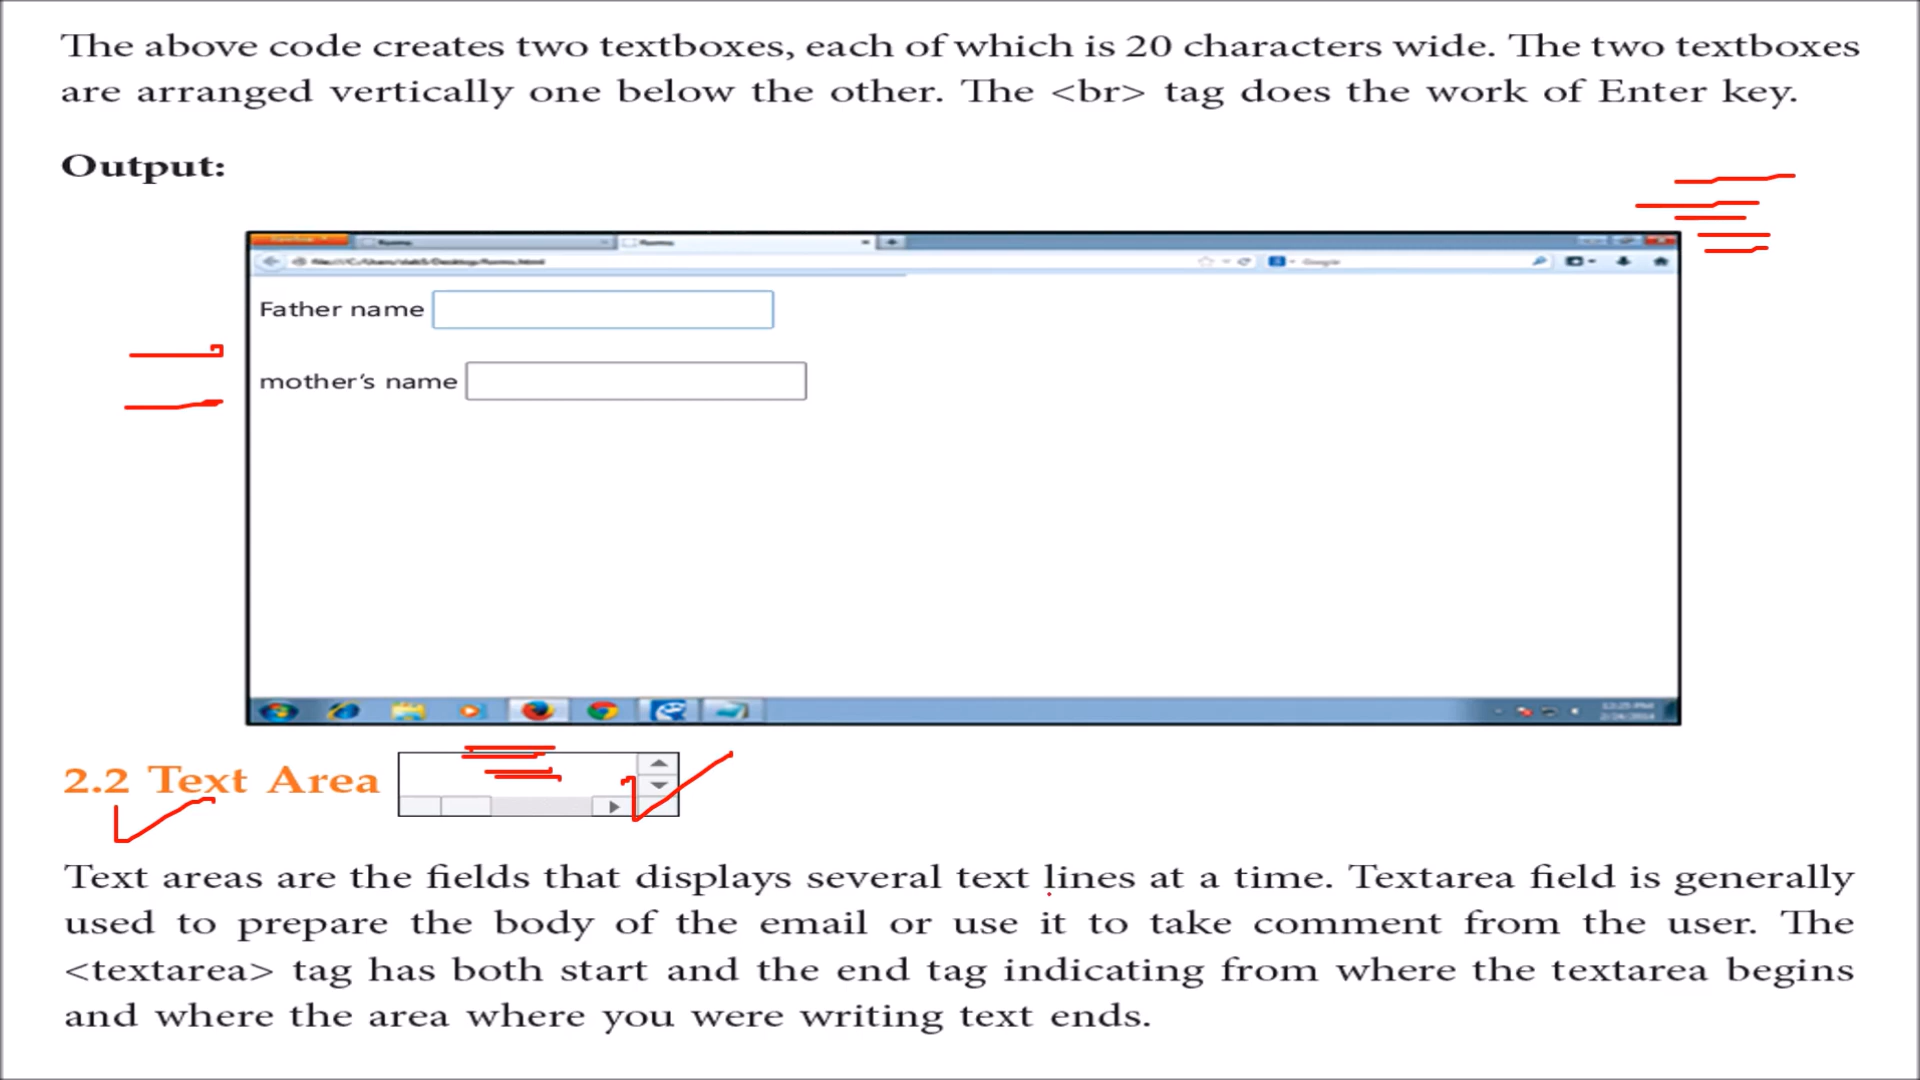 The above code creates two textboxes, each of which is 20 characters wide. The two textboxes
are arranged vertically one below the other. The <br> tag does the work of Enter key.
Output:
Google
Father name
mother's name
2.2 Text Area
Text areas are the fields that displays several text lines at a time. Textarea field is generally
used to prepare the body of the email or use it to take comment from the user. The
<textarea> tag has both start and the end tag indicating from where the textarea begins
and where the area where you were writing text ends.